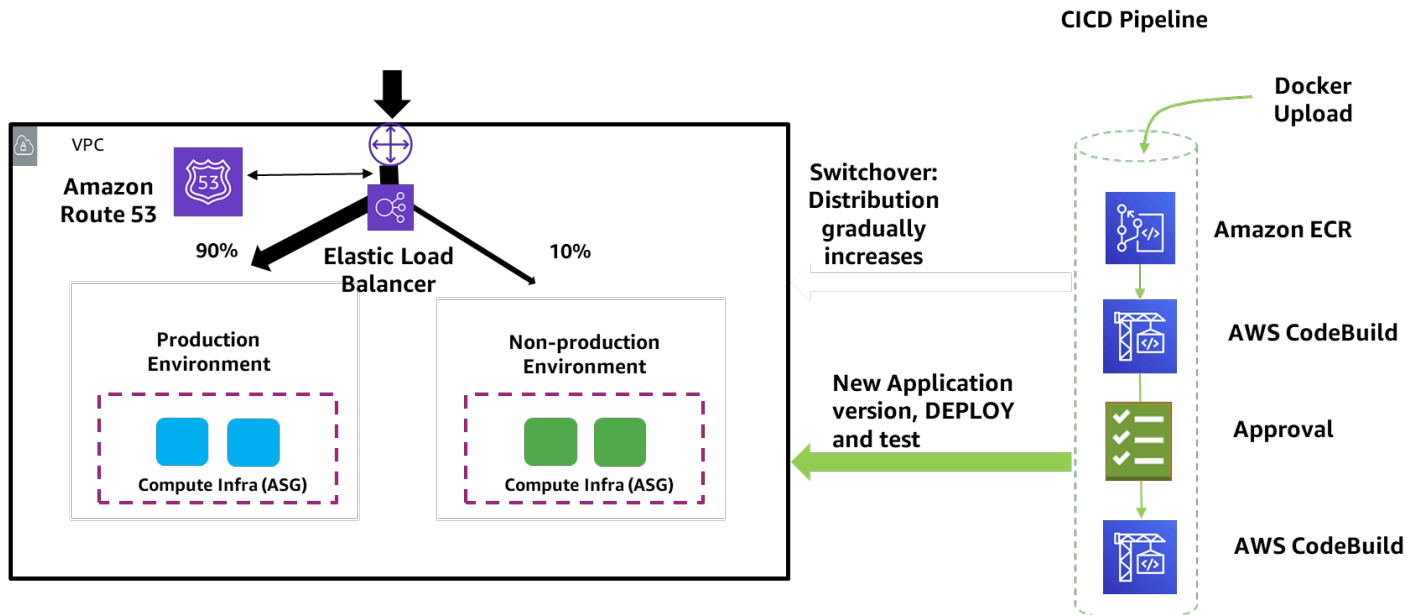 CICD Pipeline
Docker
Upload
VPC
Amazon
Route 53
53
90%
Elastic Load
Balancer
10%
Production
Environment
Compute Infra (ASG)
Non-production
Environment
Compute Infra (ASG)
Switchover:
Distribution
gradually
increases
New Application
version, DEPLOY
and test
</>
Amazon ECR
</>
AWS CodeBuild
Approval
</>
AWS CodeBuild